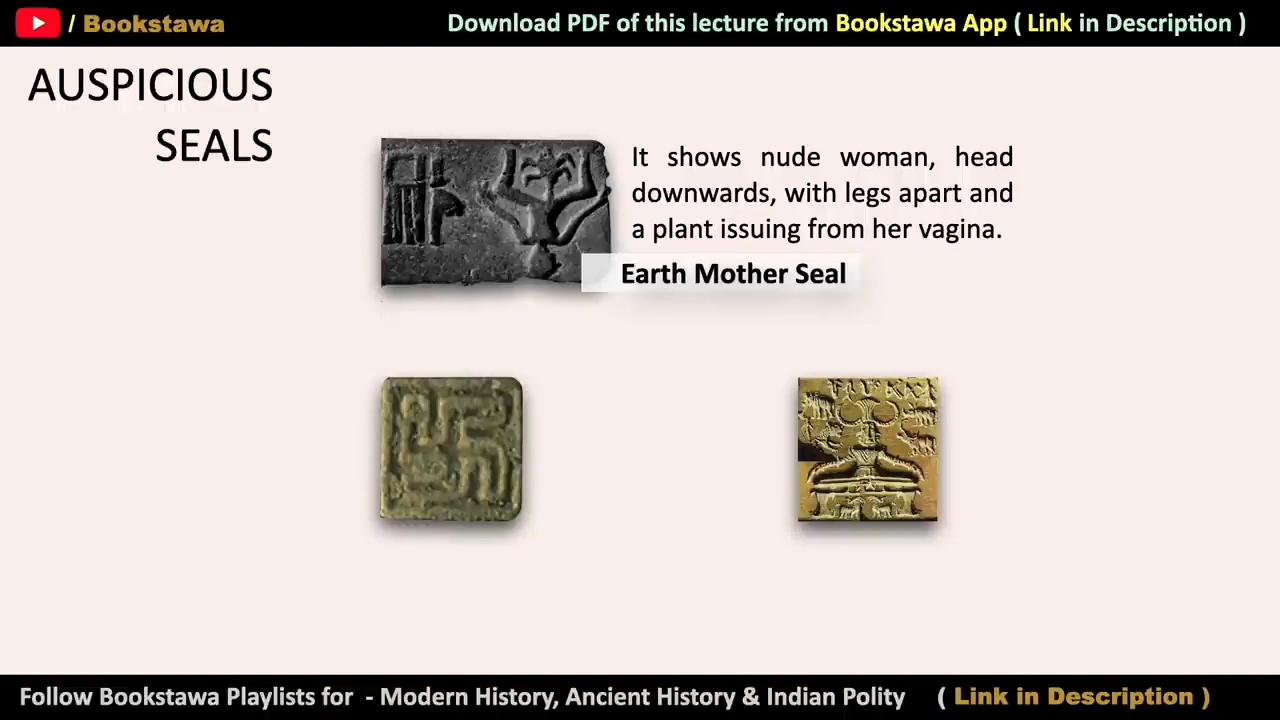 / Bookstawa
Download PDF of this lecture from Bookstawa App ( Link in Description )
AUSPICIOUS
SEALS
It shows nude woman, head
downwards, with legs apart and
a plant issuing from her vagina.
Earth Mother Seal
Follow Bookstawa Playlists for - Modern History, Ancient History & Indian Polity ( Link in Description )